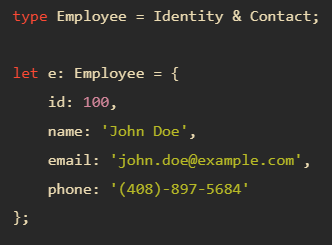 type Employee = Identity & Contact;
let e: Employee = {
    id: 100,
    name: 'John Doe',
    email: 'john.doe@example.com',
    phone: '(408)-897-5684'
};